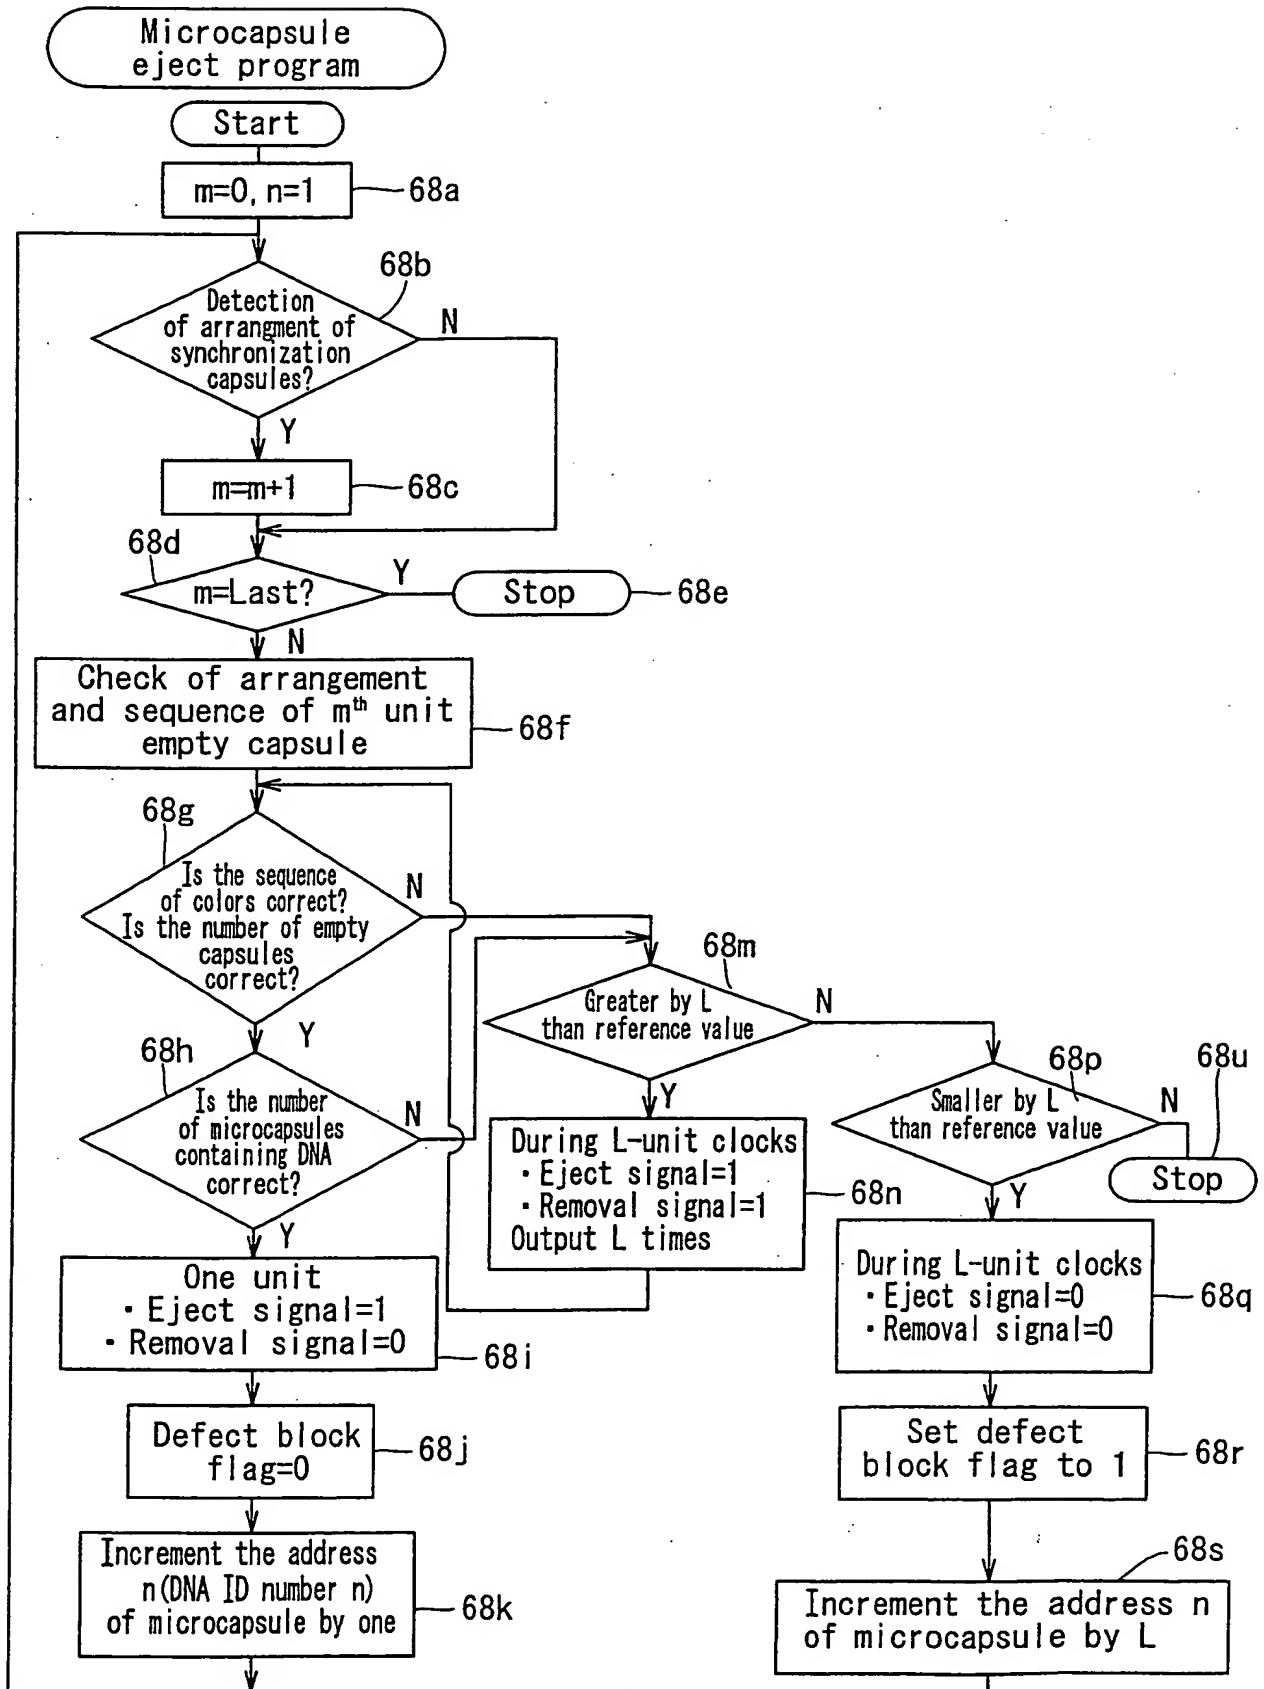 Microcapsule
eject program
Start
m=0, n=1
68a
68b
Detection
of arrangment of
synchronization
capsules?
N
Y
m=m+1
68c
68d
m=Last?
Y
Stop
68e
N
Check of arrangement
and sequence of mth unit
empty capsule
68f
68g
Is the sequence
of colors correct?
Is the number of empty
capsules
correct?
N
Y
68h
Is the number
of microcapsules
containing DNA
correct?
N
Y
One unit
・Eject signal=1
・Removal signal=0
68i
Defect block
flag=0
68j
Increment the address
n(DNA ID number n)
of microcapsule by one
68k
68m
Greater by L
than reference value
N
Y
During L-unit clocks
・Eject signal=1
・Removal signal=1
Output L times
68n
68p
Smaller by L
than reference value
N
68u
Stop
Y
During L-unit clocks
・Eject signal=0
・Removal signal=0
68q
Set defect
block flag to 1
68r
68s
Increment the address n
of microcapsule by L